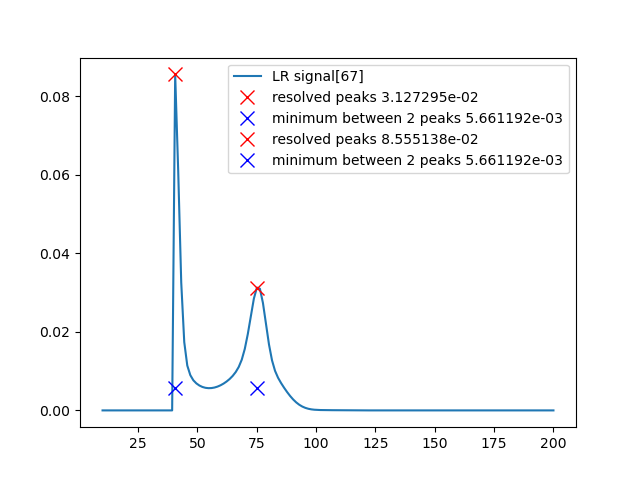 LR signal[67]
resolved peaks 3.127295e-02
minimum between 2 peaks 5.661192e-03
resolved peaks 8.555138e-02
minimum between 2 peaks 5.661192e-03
0.08
0.06
0.04
0.02
0.00
25 50 75 100 125 150 175 200